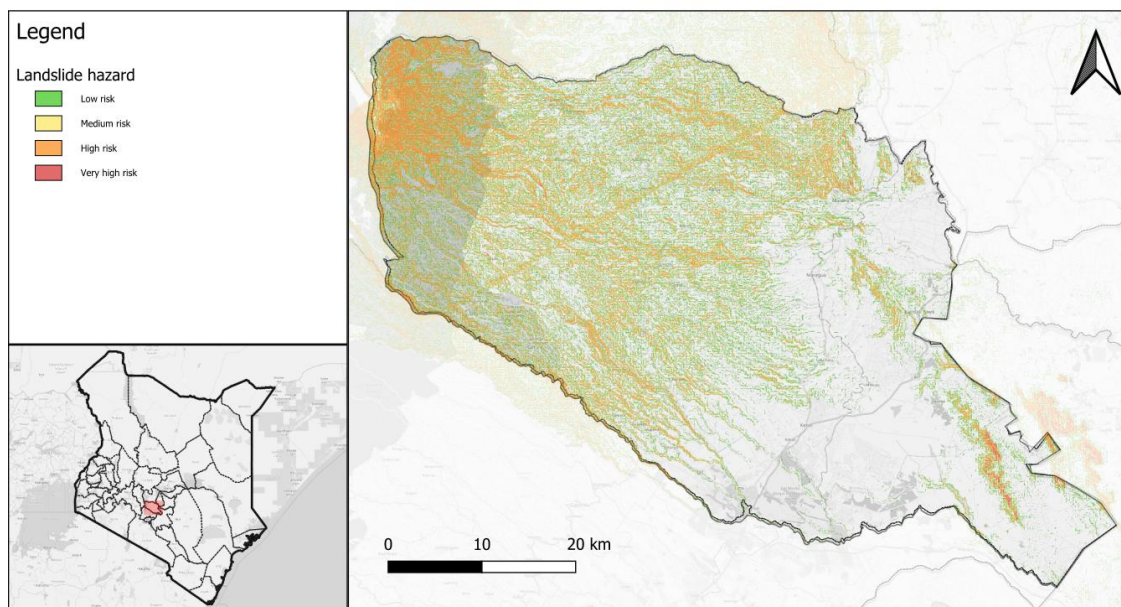 Legend
Landslide hazard
Low risk
Medium risk
High risk
Very high risk
0 10 20 km